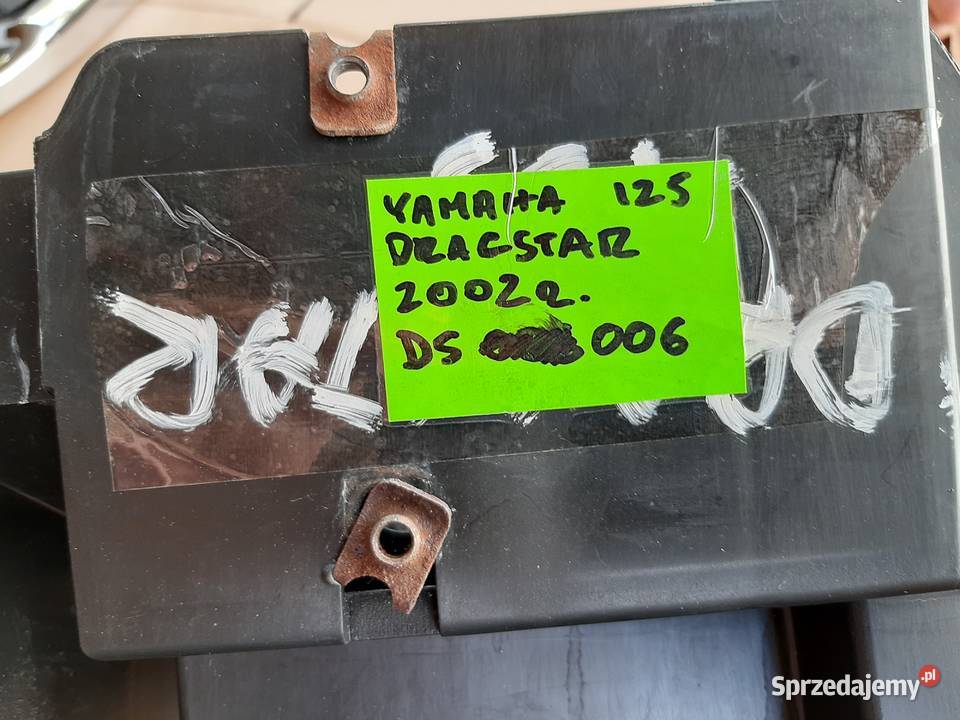 YAMAHA 125
DRAGSTAR
2002r.
DS 006
Sprzedajemy.pl